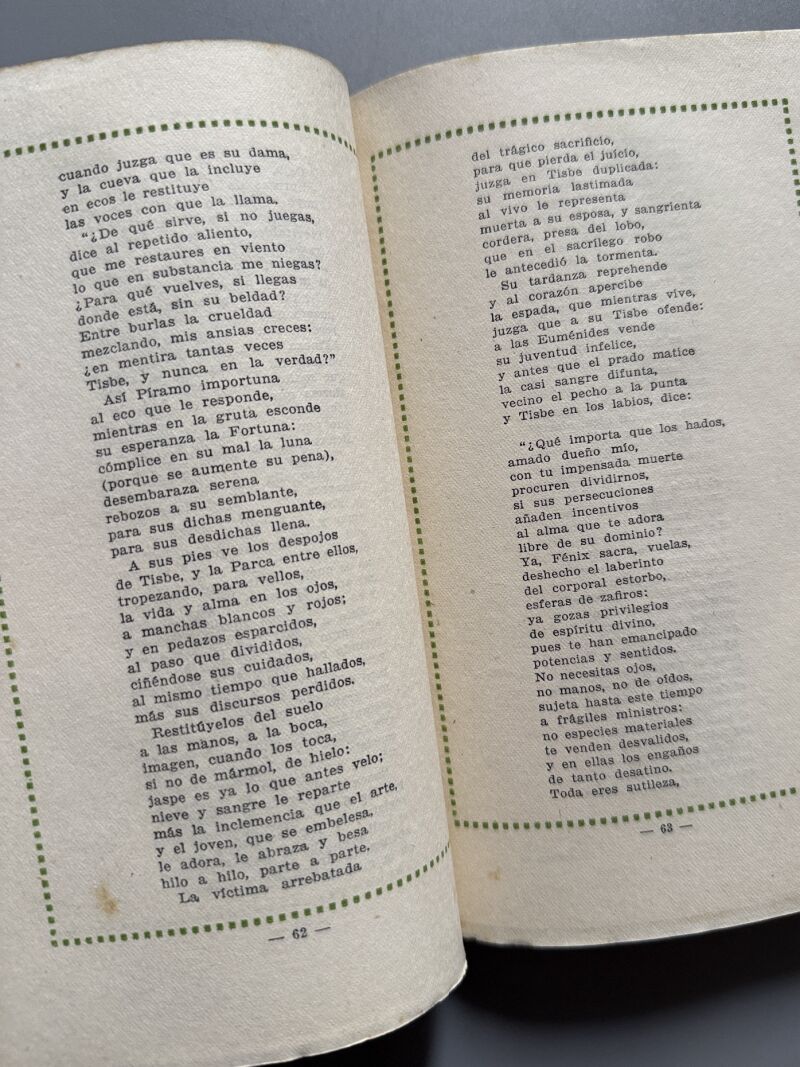 cuando juzga que es su dama,
y la cueva que la incluye
en ecos le restituye
las voces con que la llama.
"¿De qué sirve, si no juegas,
dice al repetido aliento,
que me restaures en viento
lo que en substancia me niegas?
¿Para qué vuelves, si llegas
donde está, sin su beldad?
Entre burlas la crueldad
mezclando, mis ansias creces:
¿en mentira tantas veces
Tisbe, y nunca en la verdad?"
Así Píramo importuna
al eco que le responde,
mientras en la gruta esconde
su esperanza la Fortuna:
cómplice en su mal la luna
(porque se aumente su pena),
desembaraza serena
rebozos a su semblante,
para sus dichas menguante,
para sus desdichas llena.
A sus pies ve los despojos
de Tisbe, y la Parca entre ellos,
tropezando, para vellos,
la vida y alma en los ojos,
a manchas blancos y rojos;
y en pedazos esparcidos,
al paso que divididos,
ciñéndose sus cuidados,
al mismo tiempo que hallados,
más sus discursos perdidos.
Restitúyelos del suelo
a las manos, a la boca,
imagen, cuando los toca,
si no de mármol, de hielo:
jaspe es ya lo que antes velo;
nieve y sangre le reparte
más la inclemencia que el arte,
y el joven, que se embelesa,
le adora, le abraza y besa
hilo a hilo, parte a parte.
La víctima arrebatada
— 62 —
del trágico sacrificio,
para que pierda el juício,
juzga en Tisbe duplicada:
su memoria lastimada
al vivo le representa
muerta a su esposa, y sangrienta
cordera, presa del lobo,
que en el sacrílego robo
le antecedió la tormenta.
Su tardanza reprehende
y al corazón apercibe
la espada, que mientras vive,
juzga que a su Tisbe ofende:
a las Euménides vende
su juventud infelice,
y antes que el prado matice
la casi sangre difunta,
vecino el pecho a la punta
y Tisbe en los labios, dice:
"¿Qué importa que los hados,
amado dueño mío,
con tu impensada muerte
procuren dividirnos,
si sus persecuciones
añaden incentivos
al alma que te adora
libre de su dominio?
Ya, Fénix sacra, vuelas,
deshecho el laberinto
del corporal estorbo,
esferas de zafiros:
ya gozas privilegios
de espíritu divino,
pues te han emancipado
potencias y sentidos.
No necesitas ojos,
no manos, no de oídos,
sujeta hasta este tiempo
a frágiles ministros:
no especies materiales
te venden desvalidos,
y en ellas los engaños
de tanto desatino.
Toda eres sutileza,
— 63 —